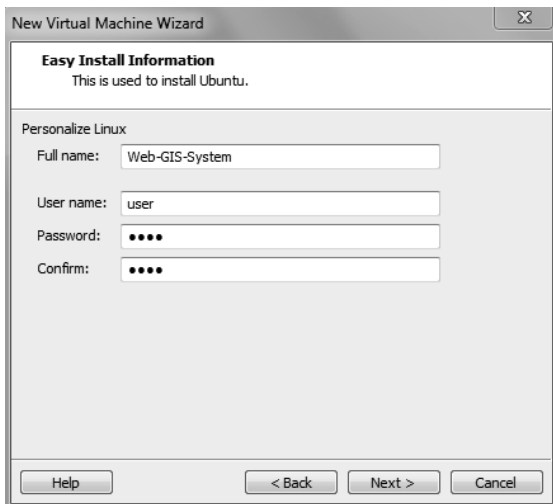 New Virtual Machine Wizard
Easy Install Information
This is used to install Ubuntu.
Personalize Linux
Full name: Web-GIS-System
User name: user
Password: ●●●●
Confirm: ●●●●
Help < Back Next > Cancel